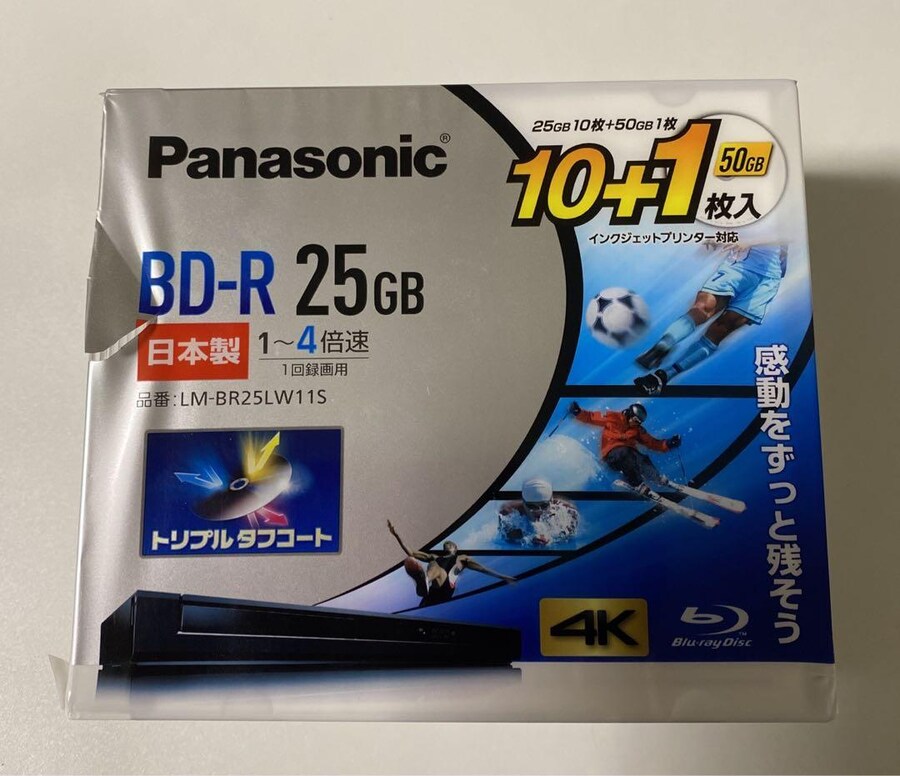 Panasonic®
25GB 10枚+50GB 1枚
10+1
50GB
枚入
インクジェットプリンター対応
BD-R 25GB
日本製
1~4倍速
1回録画用
品番:LM-BR25LW11S
トリプルタフコート
7
感動をずっと残そう
4K
Blu-ray Disc™